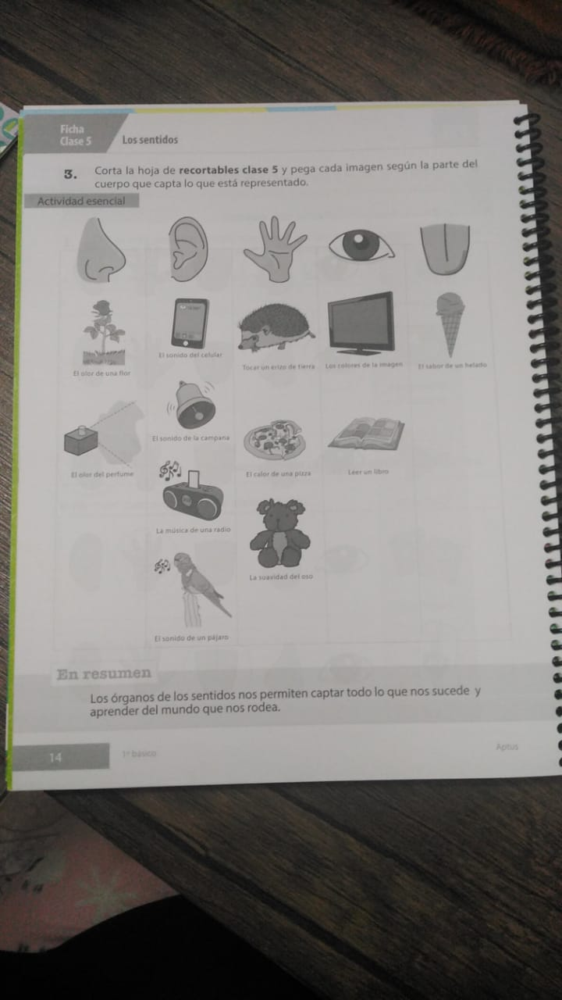 Ficha
Clase 5
Los sentidos
3. Corta la hoja de recortables clase 5 y pega cada imagen según la parte del
cuerpo que capta lo que está representado.
Actividad esencial
El olor de una flor
El sonido del celular
Tocar un erizo de tierra
Los colores de la imagen
El sabor de un helado
El sonido de la campana
El olor del perfume
El calor de una pizza
Leer un libro
La música de una radio
La suavidad del oso
El sonido de un pájaro
En resumen
Los órganos de los sentidos nos permiten captar todo lo que nos sucede y
aprender del mundo que nos rodea.
14
1º básico
Aptus